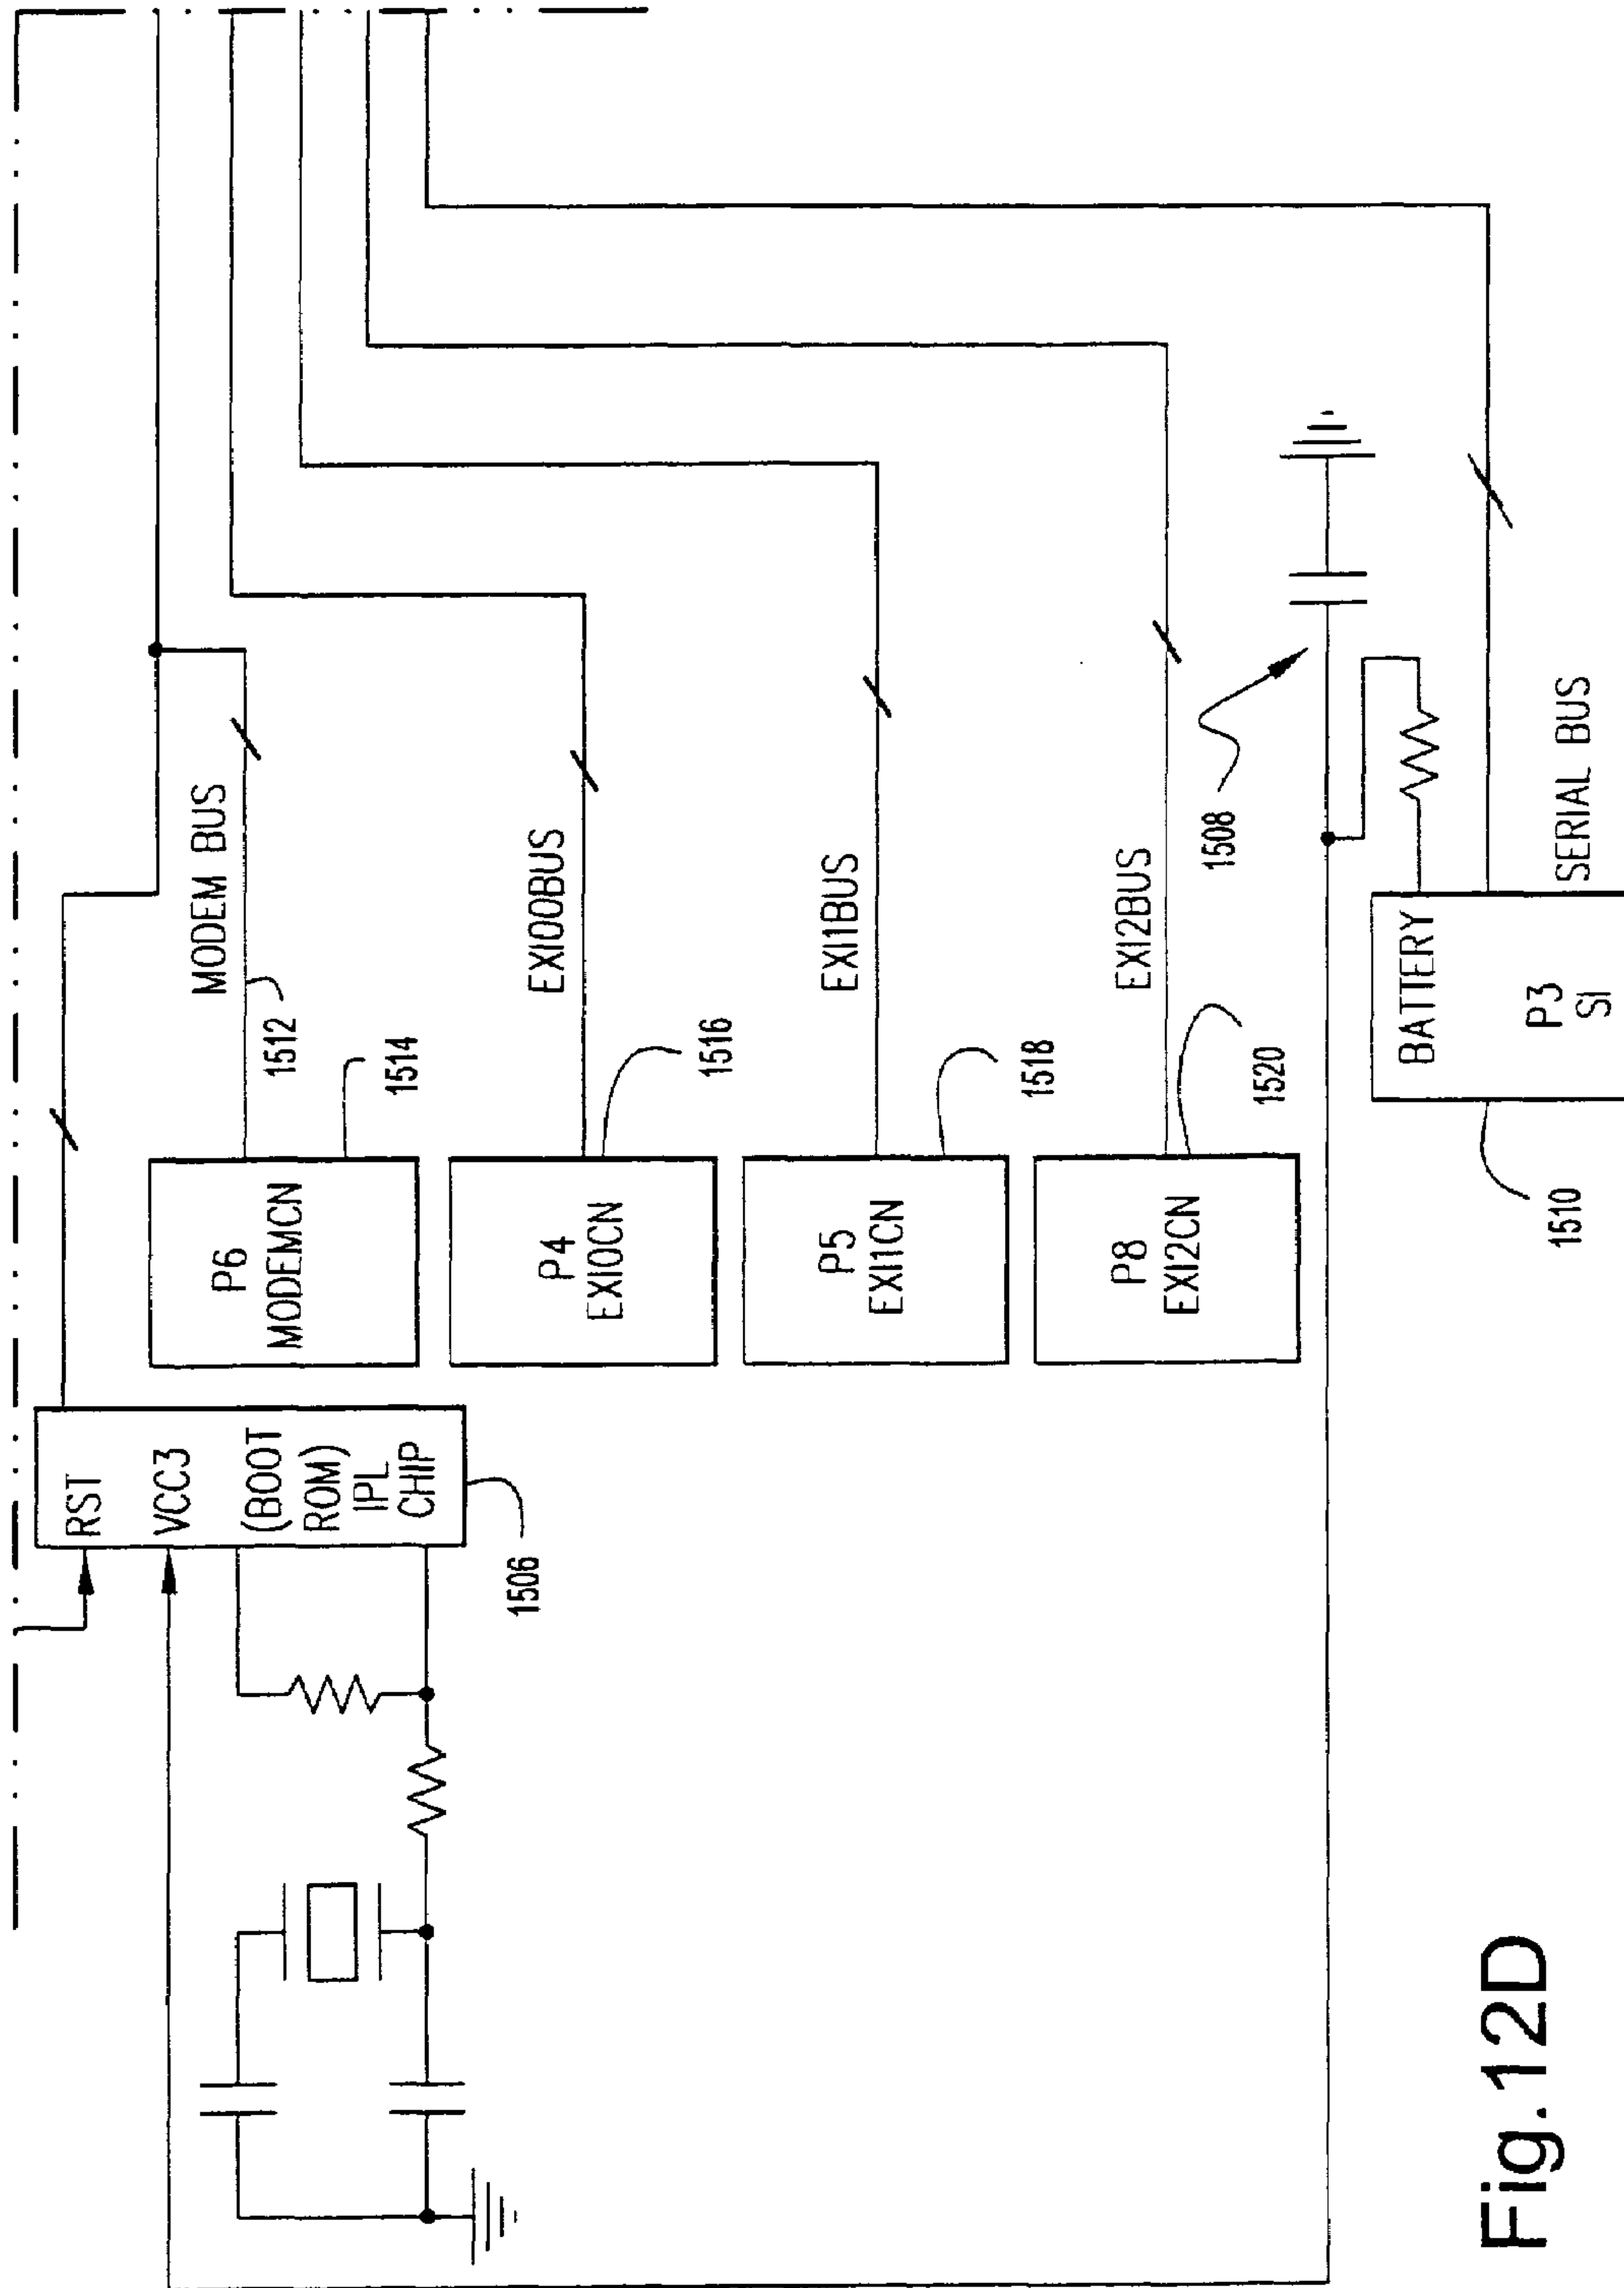 RST
VCC3
(BOOT
ROM)
IPL
CHIP
1506
P6
MODEMCN
1514
MODEM BUS
1512
P4
EXI0CN
1516
EXI00BUS
P5
EXI1CN
1518
EXI1BUS
P8
EXI2CN
1520
EXI2BUS
1508
BATTERY
P3
SI
1510
SERIAL BUS
Fig.12D